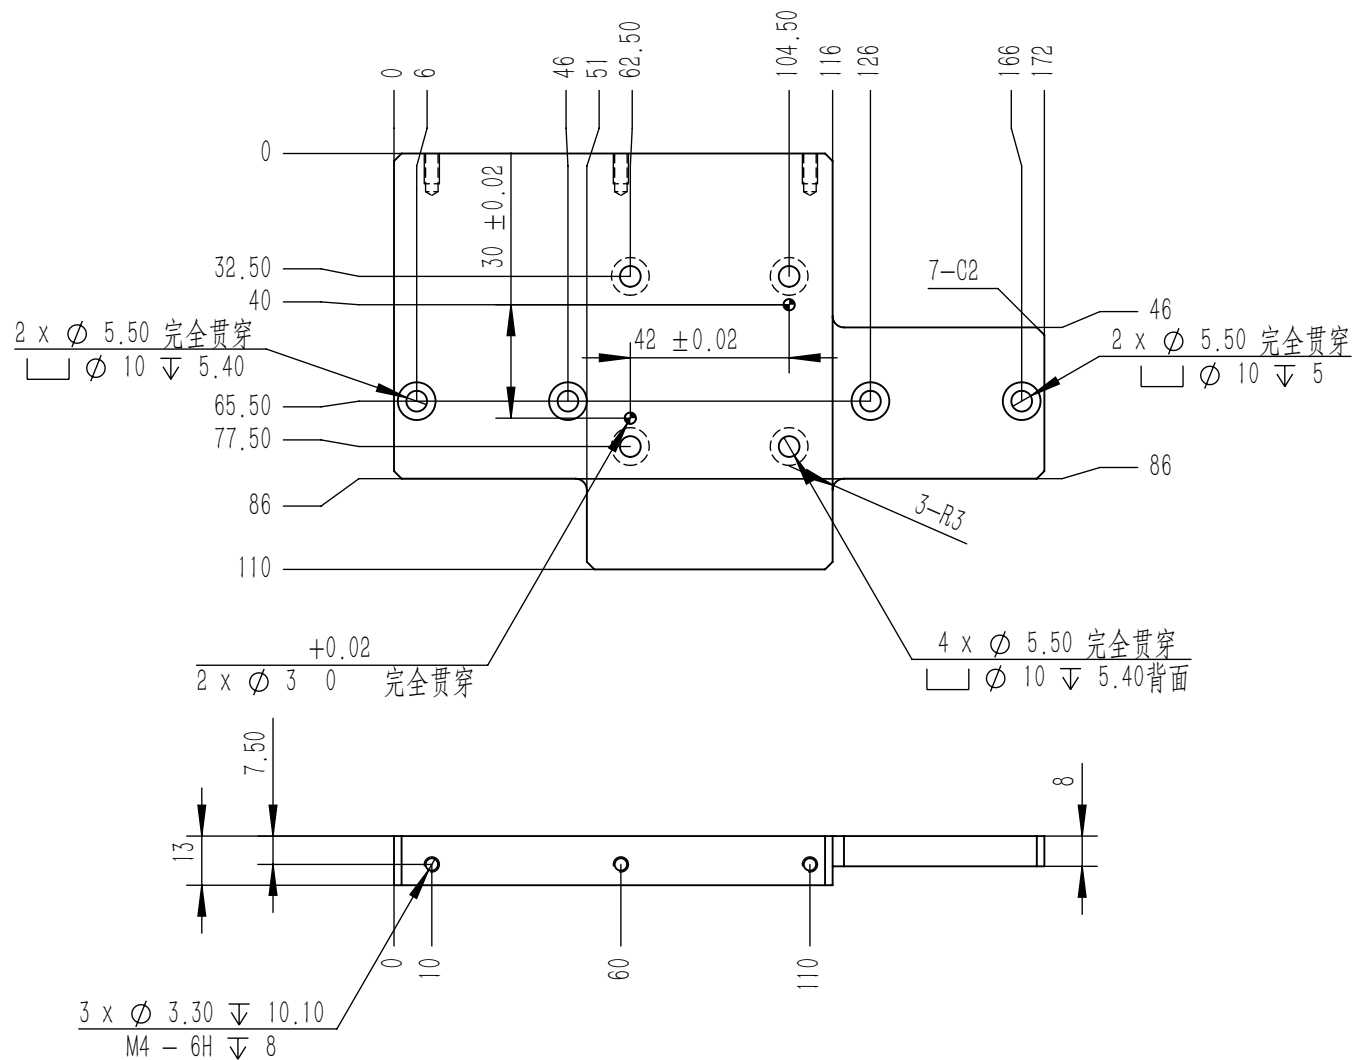 0
6
46
51
62.50
104.50
116
126
166
172
0
30 ±0.02
32.50
40
7-C2
46
2 x ⌀ 5.50 完全贯穿
⌴ ⌀ 10 ↧ 5.40
42 ±0.02
2 x ⌀ 5.50 完全贯穿
⌴ ⌀ 10 ↧ 5
65.50
77.50
86
86
3-R3
110
+0.02
2 x ⌀ 3 0 完全贯穿
4 x ⌀ 5.50 完全贯穿
⌴ ⌀ 10 ↧ 5.40背面
7.50
13
8
0
10
60
110
3 x ⌀ 3.30 ↧ 10.10
M4 - 6H ↧ 8